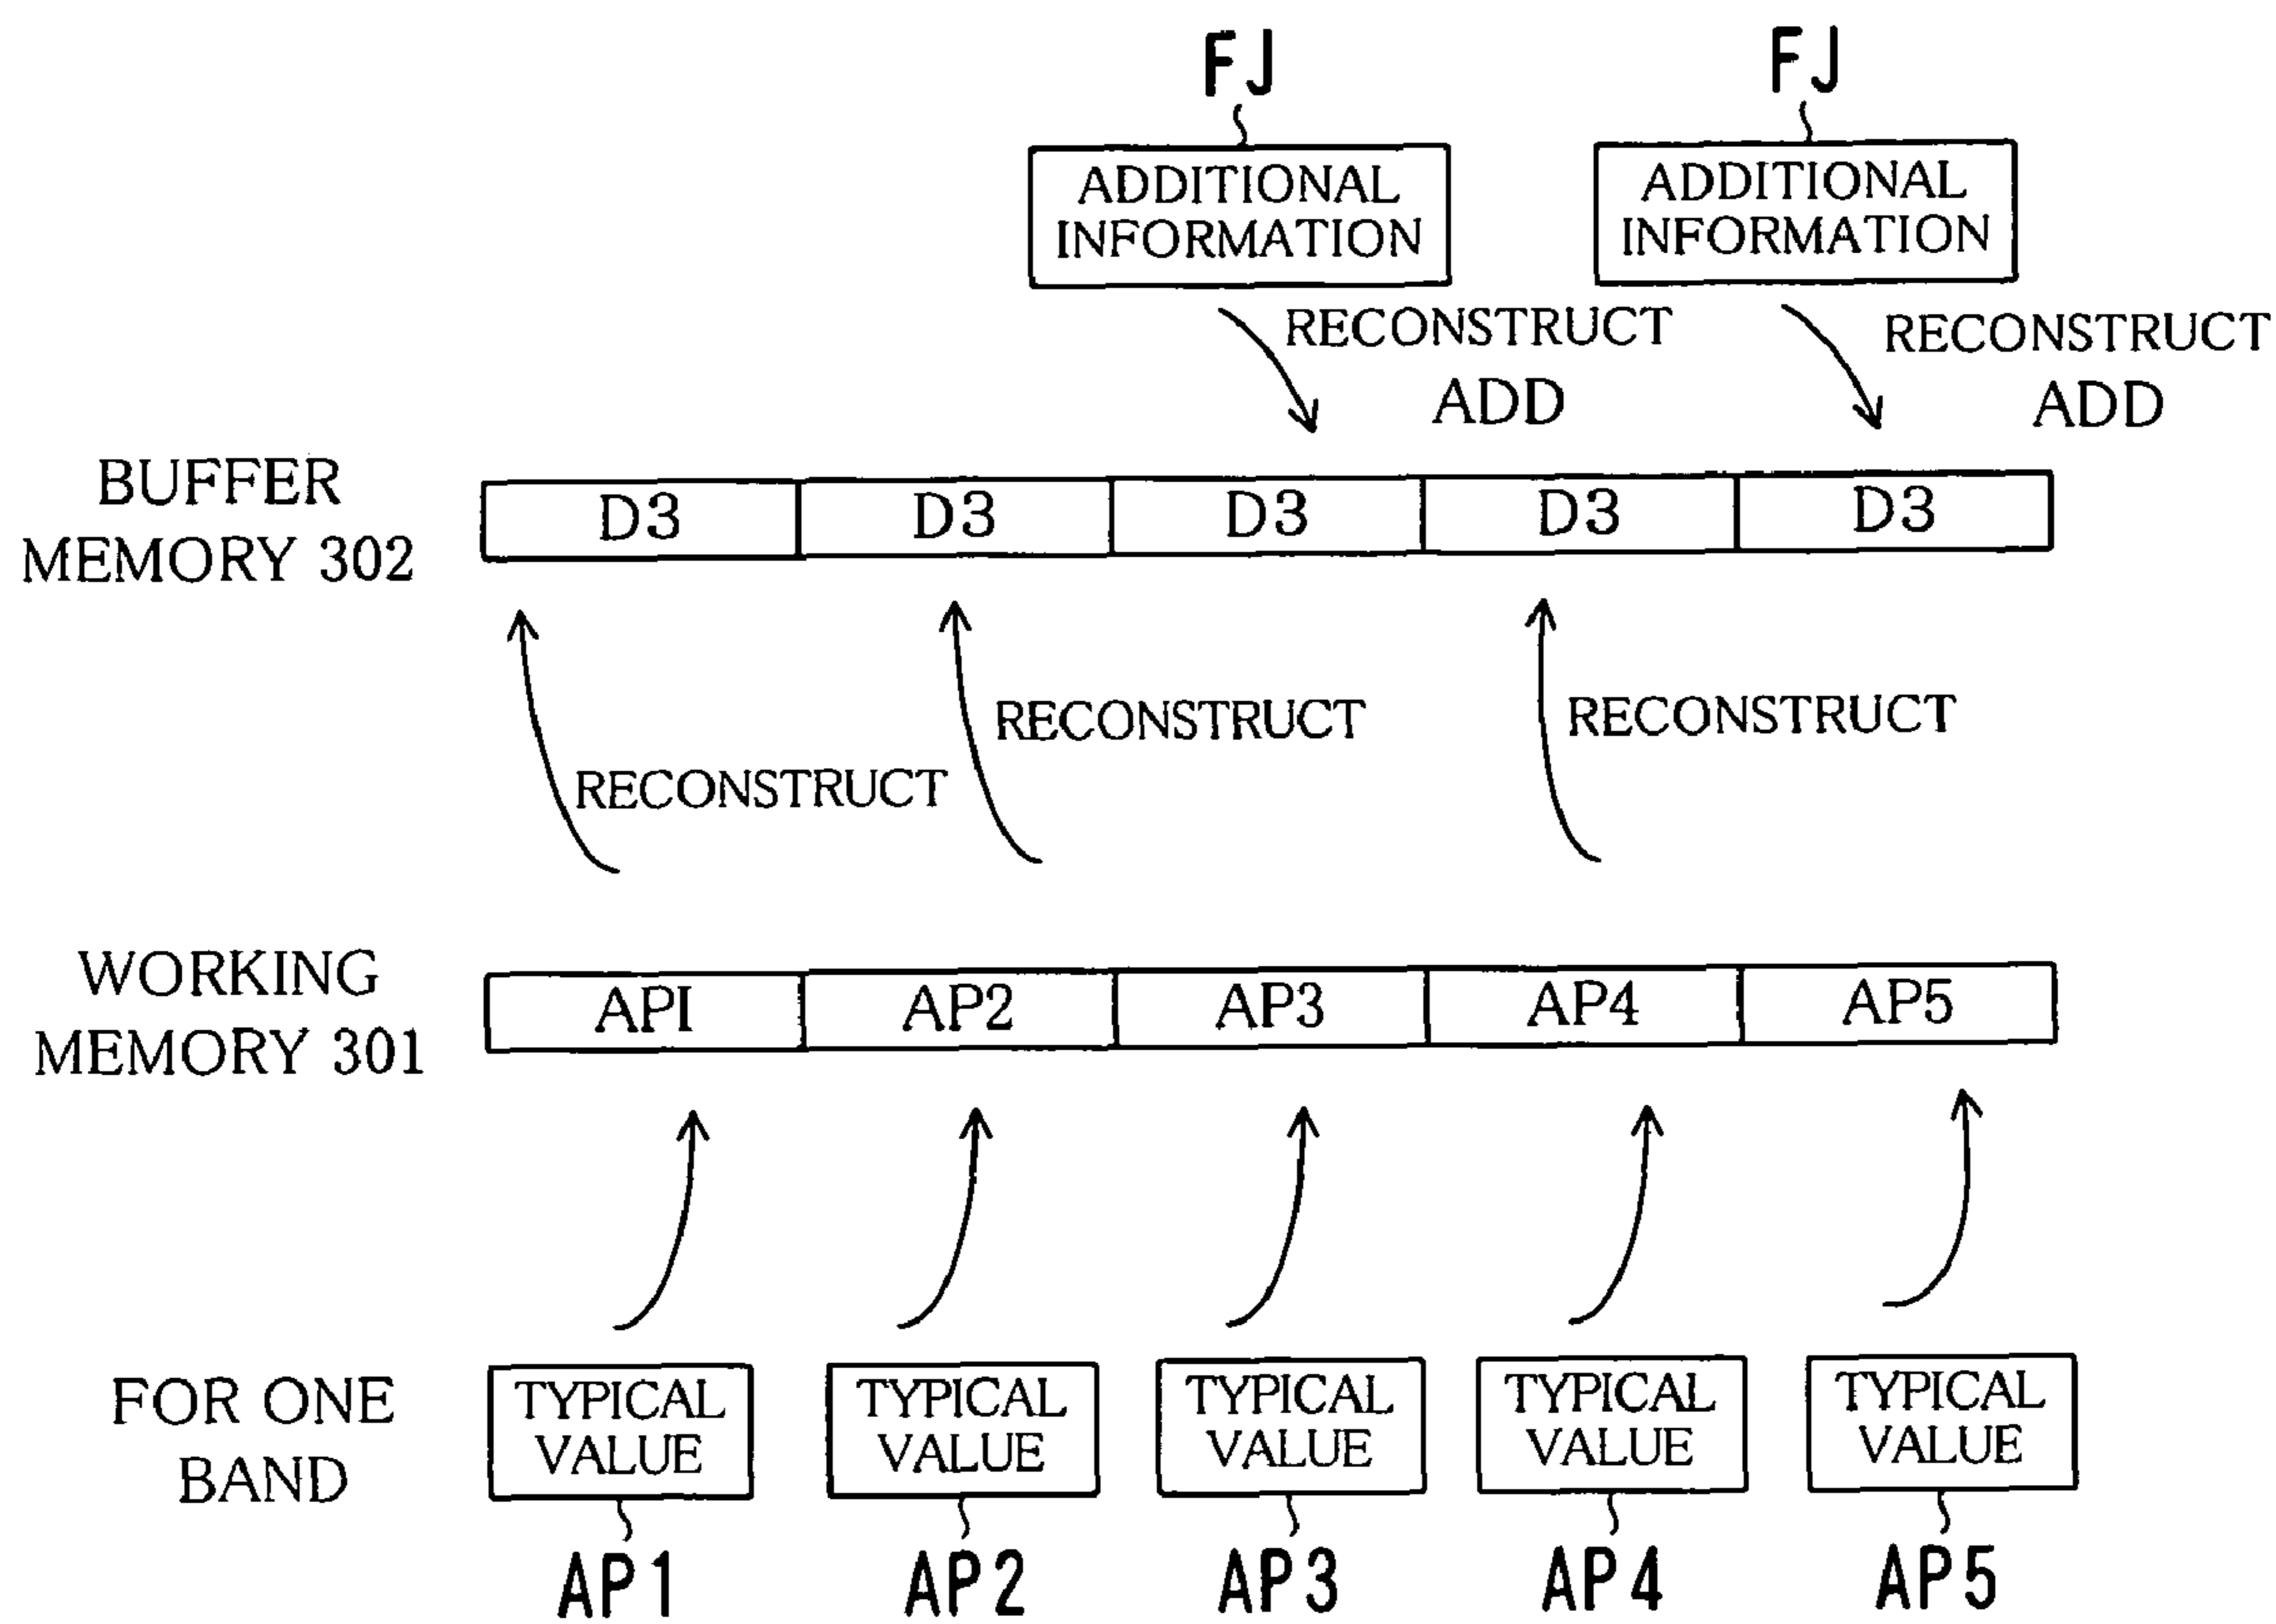 FJ
FJ
ADDITIONAL
INFORMATION
ADDITIONAL
INFORMATION
RECONSTRUCT
ADD
RECONSTRUCT
ADD
BUFFER
MEMORY 302
D3
D3
D3
D3
D3
RECONSTRUCT
RECONSTRUCT
RECONSTRUCT
WORKING
MEMORY 301
AP1
AP2
AP3
AP4
AP5
FOR ONE
BAND
TYPICAL
VALUE
TYPICAL
VALUE
TYPICAL
VALUE
TYPICAL
VALUE
TYPICAL
VALUE
AP1
AP2
AP3
AP4
AP5